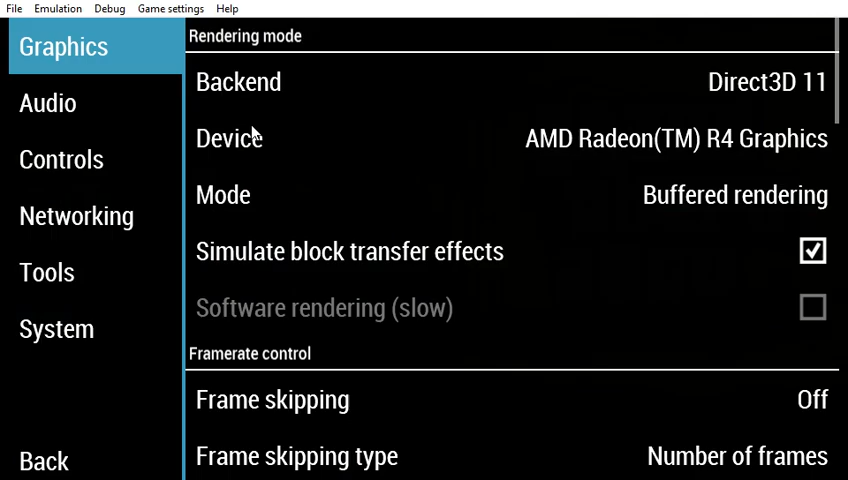 File Emulation Debug Game settings Help
Graphics
Audio
Controls
Networking
Tools
System
Back
Rendering mode
Backend Direct3D 11
Device AMD Radeon(TM) R4 Graphics
Mode Buffered rendering
Simulate block transfer effects
Software rendering (slow)
Framerate control
Frame skipping Off
Frame skipping type Number of frames